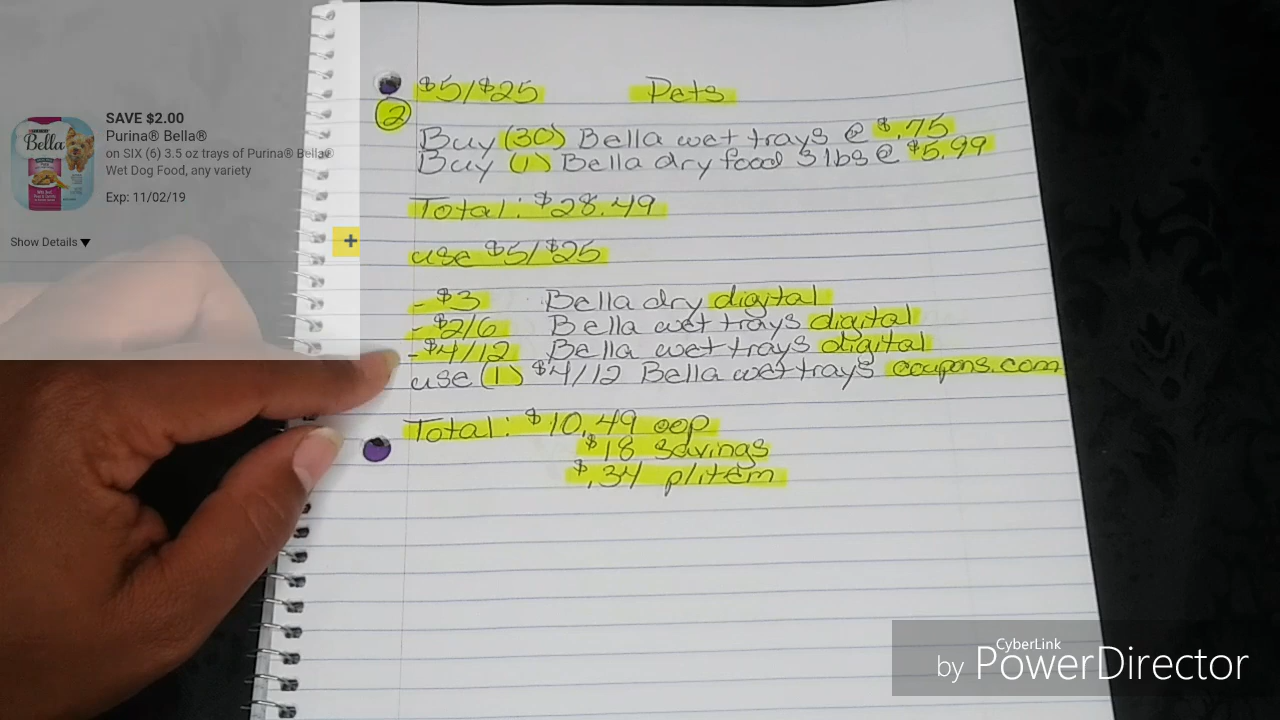 SAVE $2.00
Purina® Bella®
on SIX (6) 3.5 oz trays of Purina® Bella®
Wet Dog Food, any variety
Exp: 11/02/19
Show Details
+
Bella
$5/$25 Pets
2
Buy (30) Bella wet trays @ $.75
Buy (1) Bella dry food 3 lbs @ $5.99
Total: $28.49
use $5/$25
- $3 Bella dry digital
- $2/6 Bella wet trays digital
- $4/12 Bella wet trays digital
use (1) $4/12 Bella wet trays coupons.com
Total: $10.49 oop
$18 savings
$.34 p/item
CyberLink
by PowerDirector